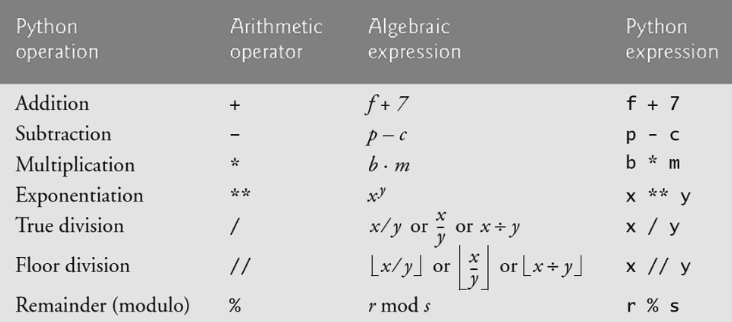 Python operation Arithmetic operator Algebraic expression Python expression
Addition + f + 7 f + 7
Subtraction – p – c p - c
Multiplication * b · m b * m
Exponentiation ** xʸ x ** y
True division / x/y or x/y or x ÷ y x / y
Floor division // ⌊x/y⌋ or ⌊x/y⌋ or ⌊x ÷ y⌋ x // y
Remainder (modulo) % r mod s r % s